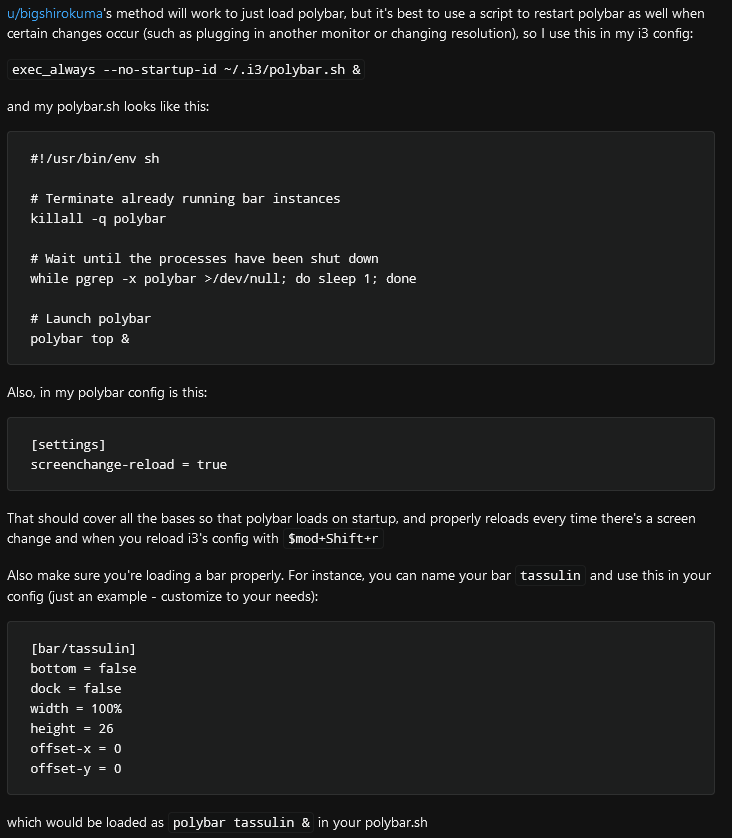 u/bigshirokuma's method will work to just load polybar, but it's best to use a script to restart polybar as well when
certain changes occur (such as plugging in another monitor or changing resolution), so I use this in my i3 config:
exec_always --no-startup-id ~/.i3/polybar.sh &
and my polybar.sh looks like this:
#!/usr/bin/env sh
# Terminate already running bar instances
killall -q polybar
# Wait until the processes have been shut down
while pgrep -x polybar >/dev/null; do sleep 1; done
# Launch polybar
polybar top &
Also, in my polybar config is this:
[settings]
screenchange-reload = true
That should cover all the bases so that polybar loads on startup, and properly reloads every time there's a screen
change and when you reload i3's config with $mod+Shift+r
Also make sure you're loading a bar properly. For instance, you can name your bar tassulin and use this in your
config (just an example - customize to your needs):
[bar/tassulin]
bottom = false
dock = false
width = 100%
height = 26
offset-x = 0
offset-y = 0
which would be loaded as polybar tassulin & in your polybar.sh